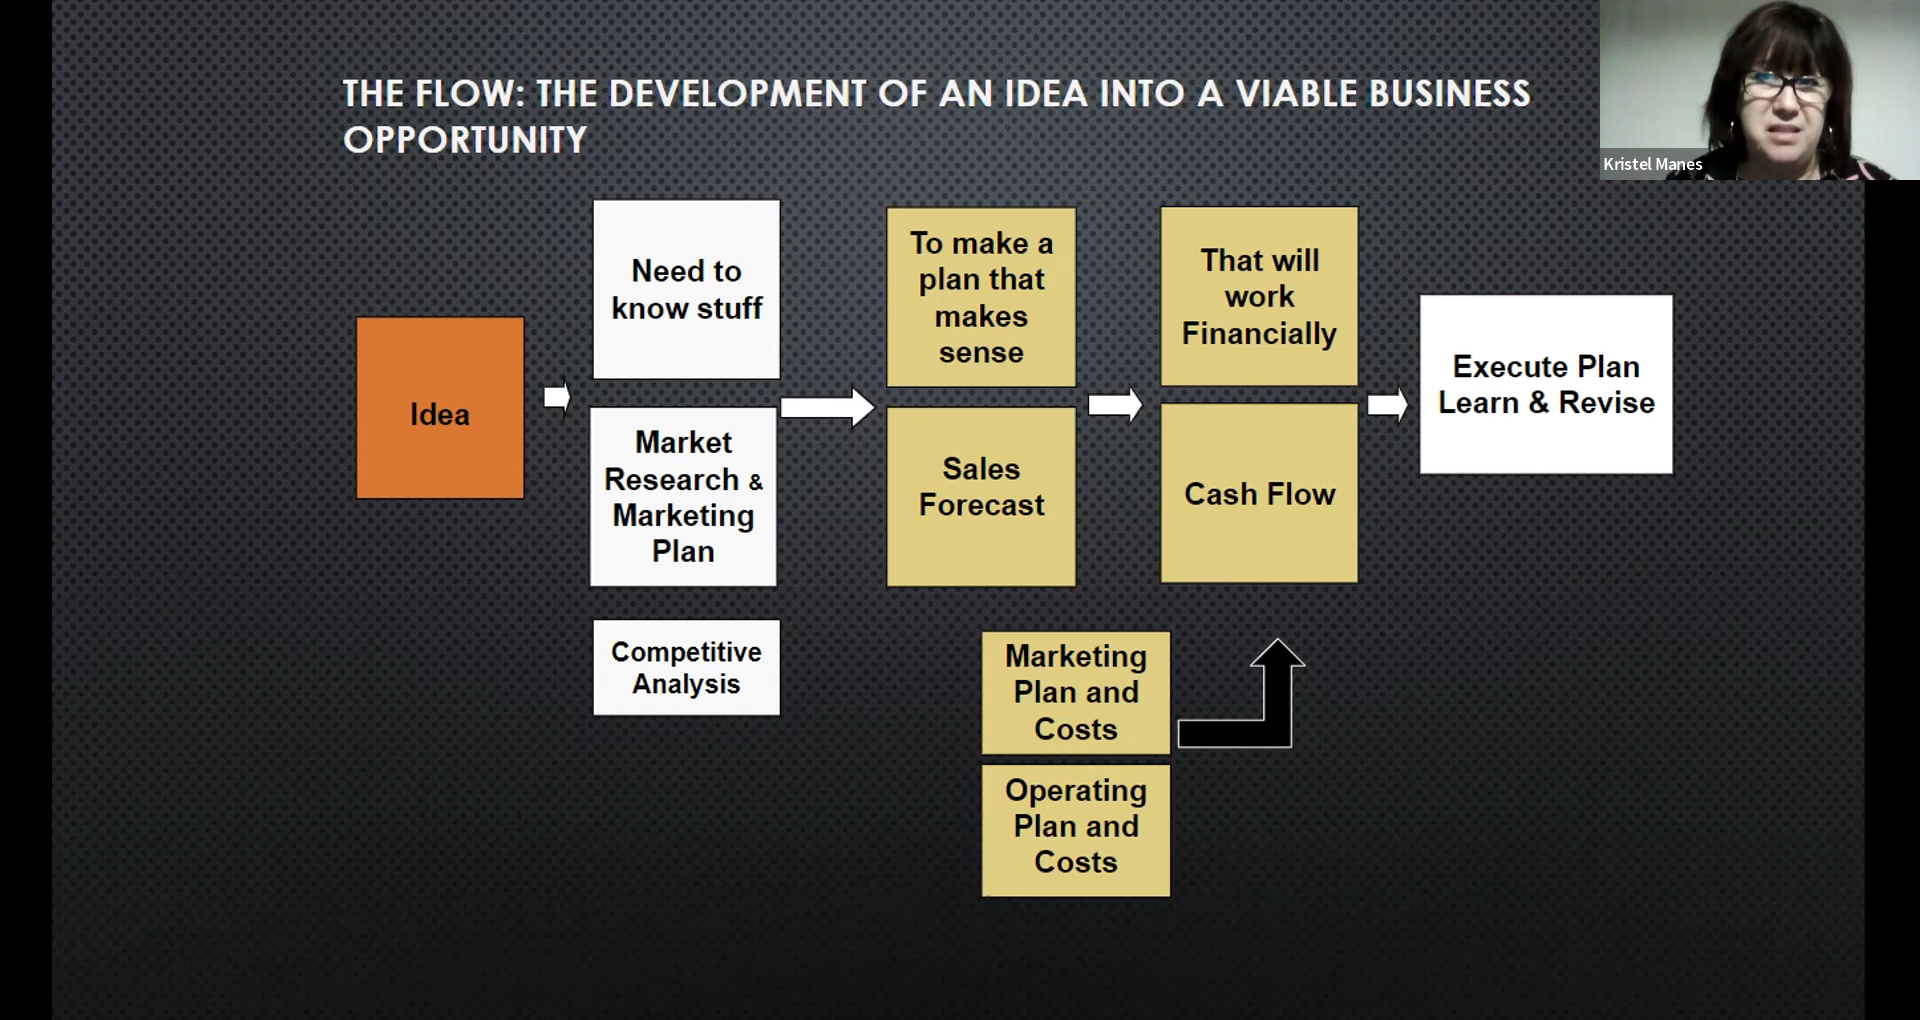 THE FLOW: THE DEVELOPMENT OF AN IDEA INTO A VIABLE BUSINESS
OPPORTUNITY
Kristel Manes
Idea
Need to
know stuff
Market
Research &
Marketing
Plan
Competitive
Analysis
To make a
plan that
makes
sense
Sales
Forecast
That will
work
Financially
Cash Flow
Marketing
Plan and
Costs
Operating
Plan and
Costs
Execute Plan
Learn & Revise